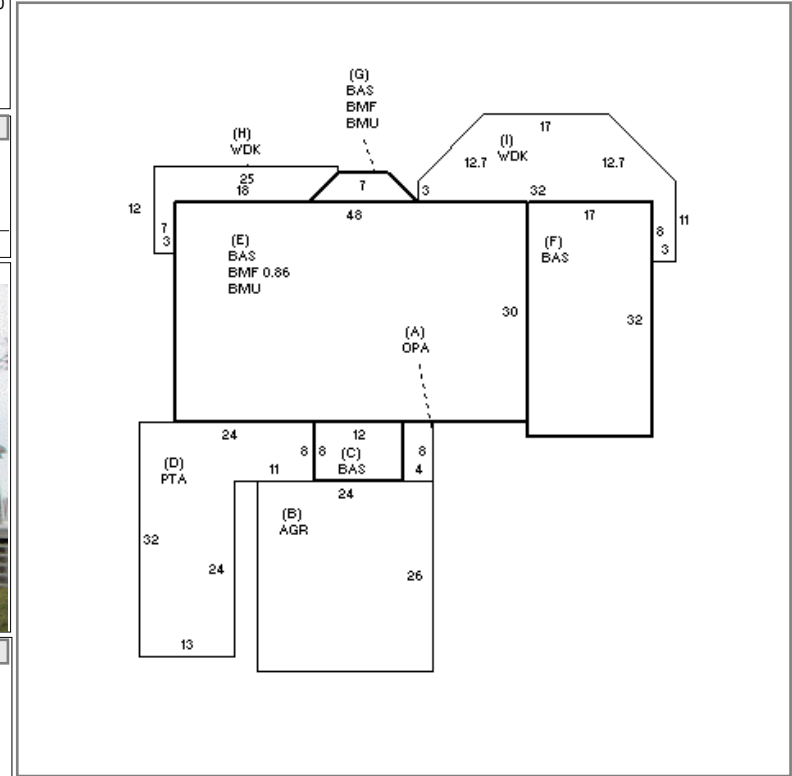 (G)
BAS
BMF
BMU
(H)
WDK
17
(I)
WDK
12.7
12.7
25
18
7
3
32
12
7
3
48
17
11
8
3
(E)
BAS
BMF 0.86
BMU
(F)
BAS
30
32
(A)
OPA
24
12
8
8
(C)
BAS
8
4
11
(D)
PTA
24
(B)
AGR
32
24
26
13